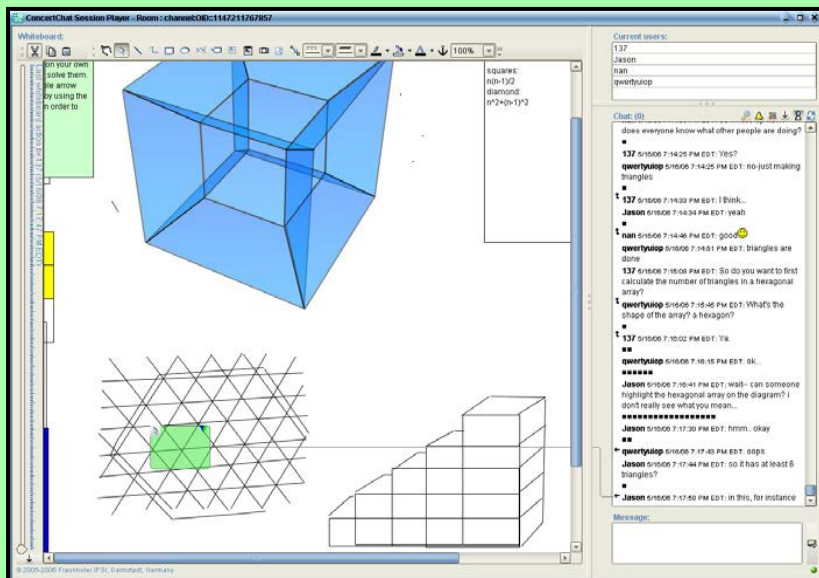 ConcertChat Session Player - Room : channel:OID::1147211767857
Whiteboard:
100%
on your own
solve them.
le arrow
by using the
n order to
squares:
n(n-1)/2
diamond:
n^2+(n-1)^2
Current users:
137
Jason
nan
qwertyuiop
Chat: (0)
does everyone know what other people are doing?
137 5/16/06 7:14:25 PM EDT: Yes?
qwertyuiop 5/16/06 7:14:25 PM EDT: no-just making
triangles
137 5/16/06 7:14:33 PM EDT: I think...
Jason 5/16/06 7:14:34 PM EDT: yeah
nan 5/16/06 7:14:46 PM EDT: good
qwertyuiop 5/16/06 7:14:51 PM EDT: triangles are
done
137 5/16/06 7:15:08 PM EDT: So do you want to first
calculate the number of triangles in a hexagonal
array?
qwertyuiop 5/16/06 7:15:45 PM EDT: What's the
shape of the array? a hexagon?
137 5/16/06 7:16:02 PM EDT: Ya.
qwertyuiop 5/16/06 7:16:15 PM EDT: ok...
Jason 5/16/06 7:16:41 PM EDT: wait-- can someone
highlight the hexagonal array on the diagram? i
don't really see what you mean...
Jason 5/16/06 7:17:30 PM EDT: hmm.. okay
qwertyuiop 5/16/06 7:17:43 PM EDT: oops
Jason 5/16/06 7:17:44 PM EDT: so it has at least 6
triangles?
Jason 5/16/06 7:17:50 PM EDT: in this, for instance
Message:
© 2005-2006 Fraunhofer IPSI, Darmstadt, Germany